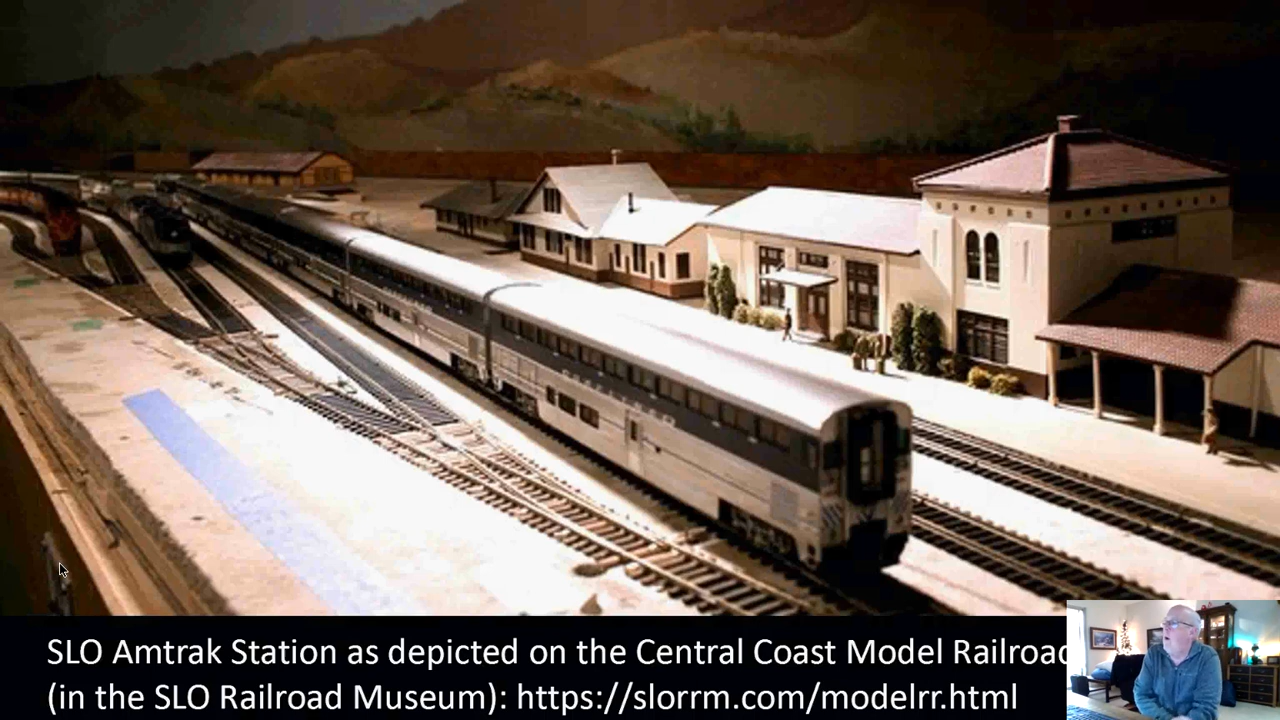 SLO Amtrak Station as depicted on the Central Coast Model Railroad
(in the SLO Railroad Museum): https://slorrm.com/modelrr.html